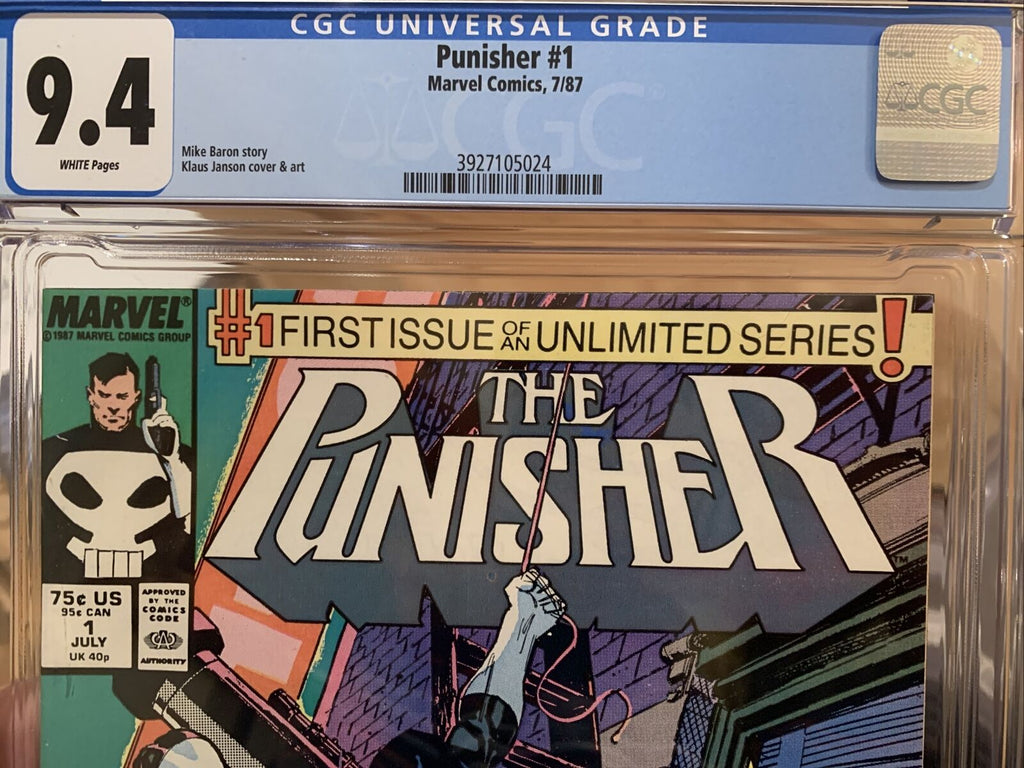 CGC UNIVERSAL GRADE
9.4
WHITE Pages
Punisher #1
Marvel Comics, 7/87
Mike Baron story
Klaus Janson cover & art
3927105024
CGC
CGC
MARVEL®
©1987 MARVEL COMICS GROUP
#1 FIRST ISSUE OF AN UNLIMITED SERIES!
THE
PUNISHER™
75¢ US
95¢ CAN
1
JULY
UK 40p
APPROVED
BY THE
COMICS
CODE
CA
AUTHORITY